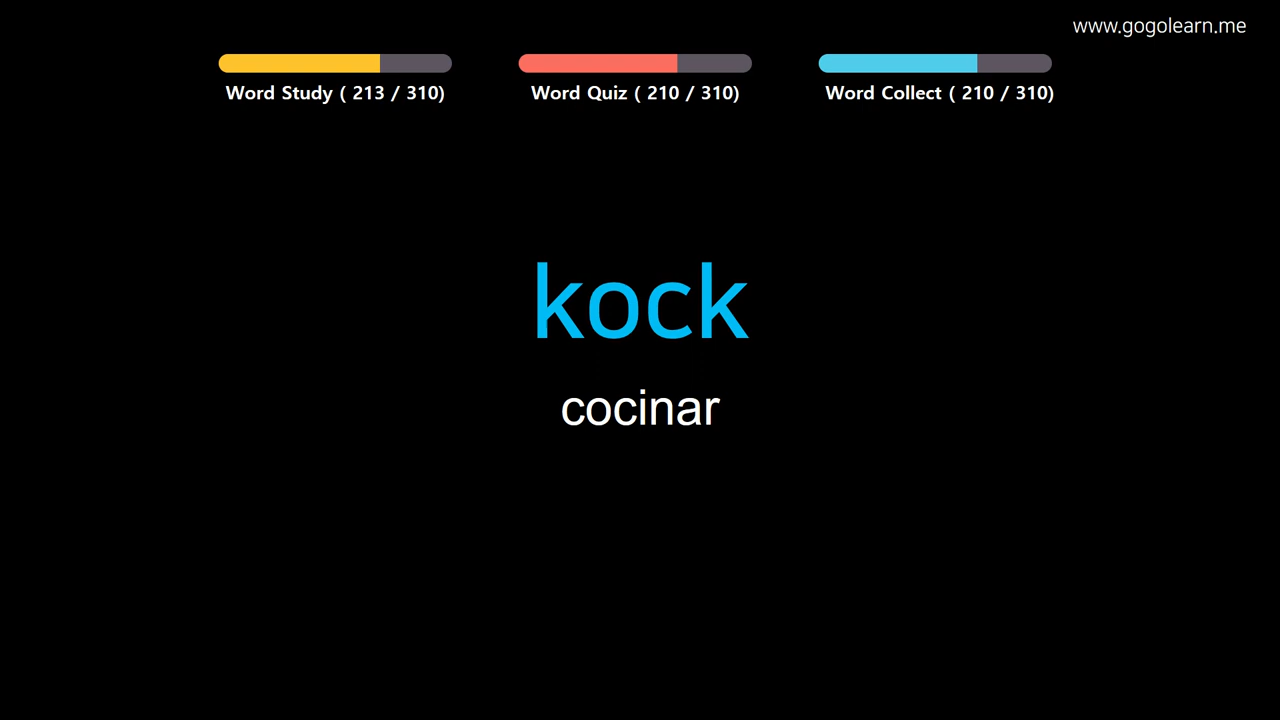 www.gogolearn.me
Word Study ( 213 / 310)
Word Quiz ( 210 / 310)
Word Collect ( 210 / 310)
kock
cocinar